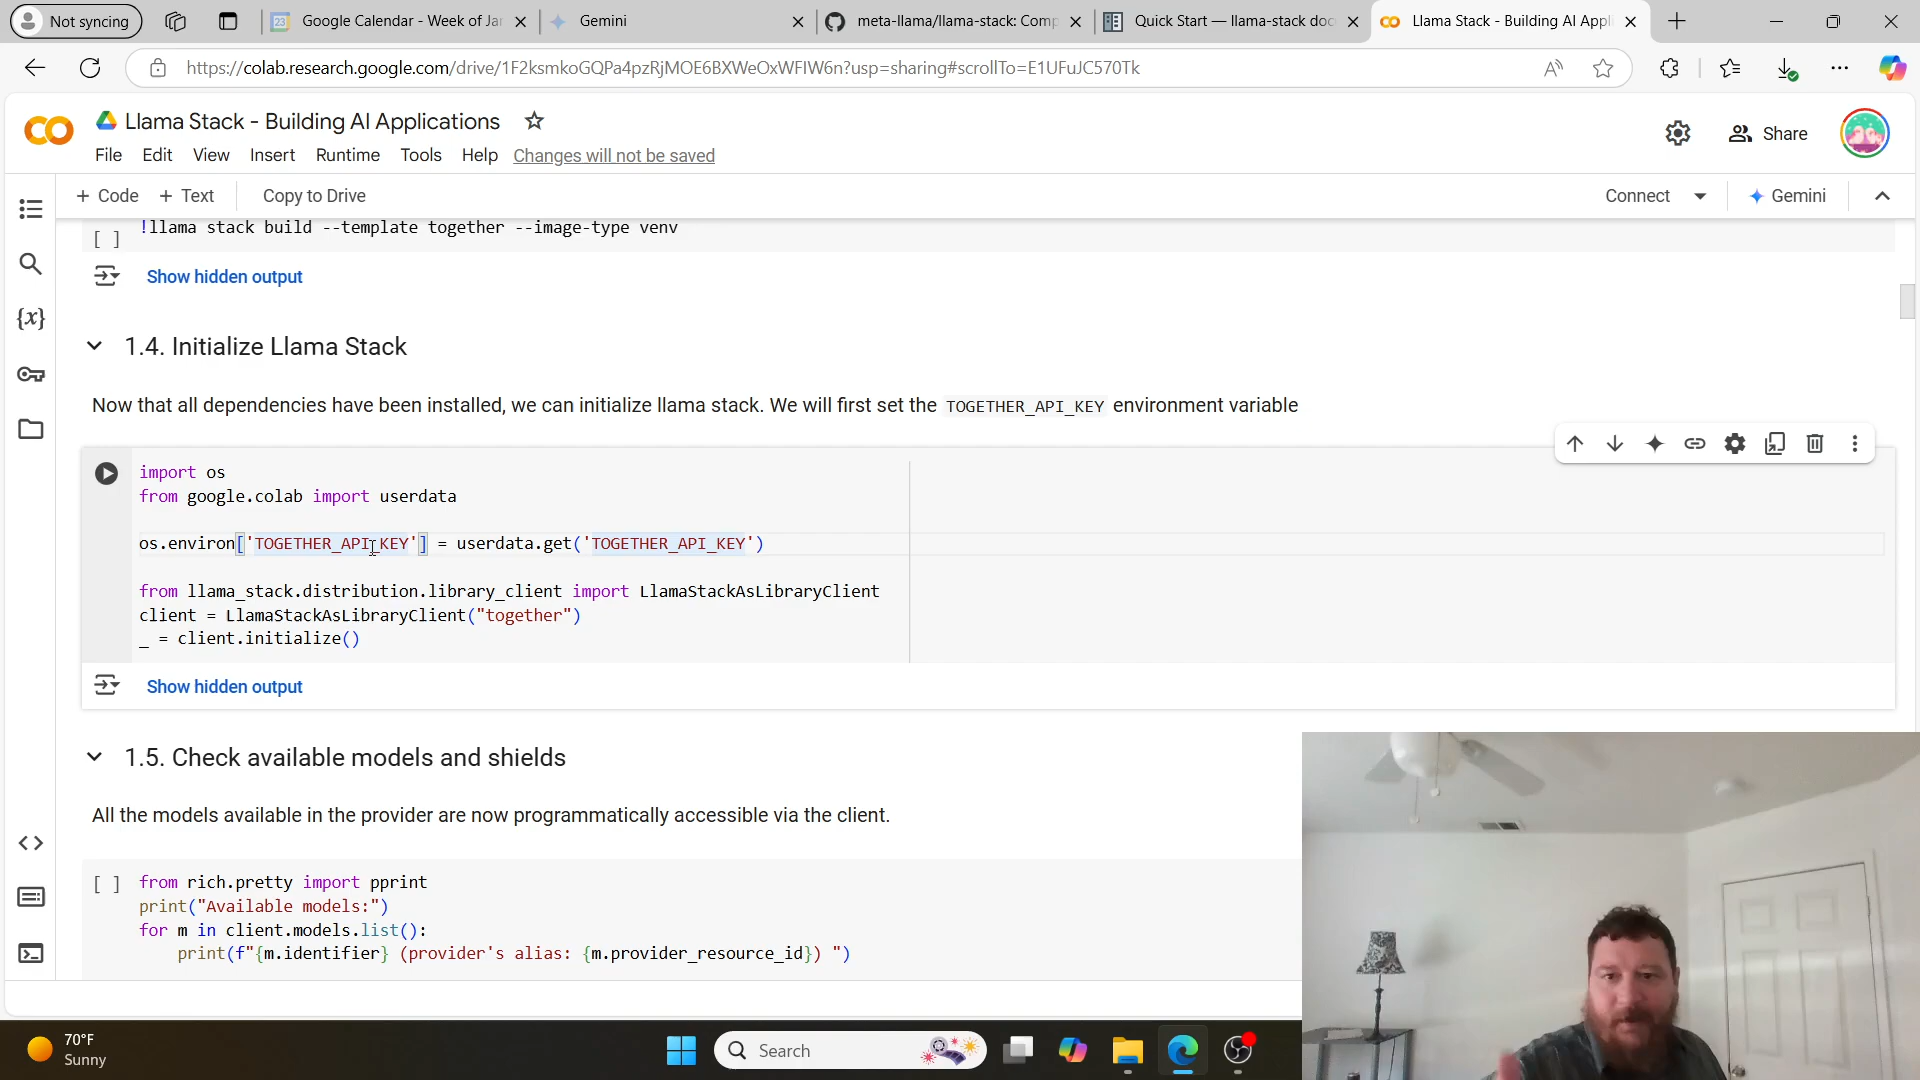 Not syncing
Google Calendar - Week of Jar
Gemini
meta-llama/llama-stack: Comp
Quick Start — llama-stack doc
Llama Stack - Building AI Appli
https://colab.research.google.com/drive/1F2ksmkoGQPa4pzRjMOE6BXWeOxWFIW6n?usp=sharing#scrollTo=E1UFuJC570Tk
Llama Stack - Building AI Applications
File Edit View Insert Runtime Tools Help Changes will not be saved
Share
+ Code + Text Copy to Drive
Connect
Gemini
[ ] !llama stack build --template together --image-type venv
Show hidden output
1.4. Initialize Llama Stack
Now that all dependencies have been installed, we can initialize llama stack. We will first set the TOGETHER_API_KEY environment variable
import os
from google.colab import userdata
os.environ['TOGETHER_API_KEY'] = userdata.get('TOGETHER_API_KEY')
from llama_stack.distribution.library_client import LlamaStackAsLibraryClient
client = LlamaStackAsLibraryClient("together")
_ = client.initialize()
Show hidden output
1.5. Check available models and shields
All the models available in the provider are now programmatically accessible via the client.
[ ] from rich.pretty import pprint
print("Available models:")
for m in client.models.list():
print(f"{m.identifier} (provider's alias: {m.provider_resource_id}) ")
70°F
Sunny
Search